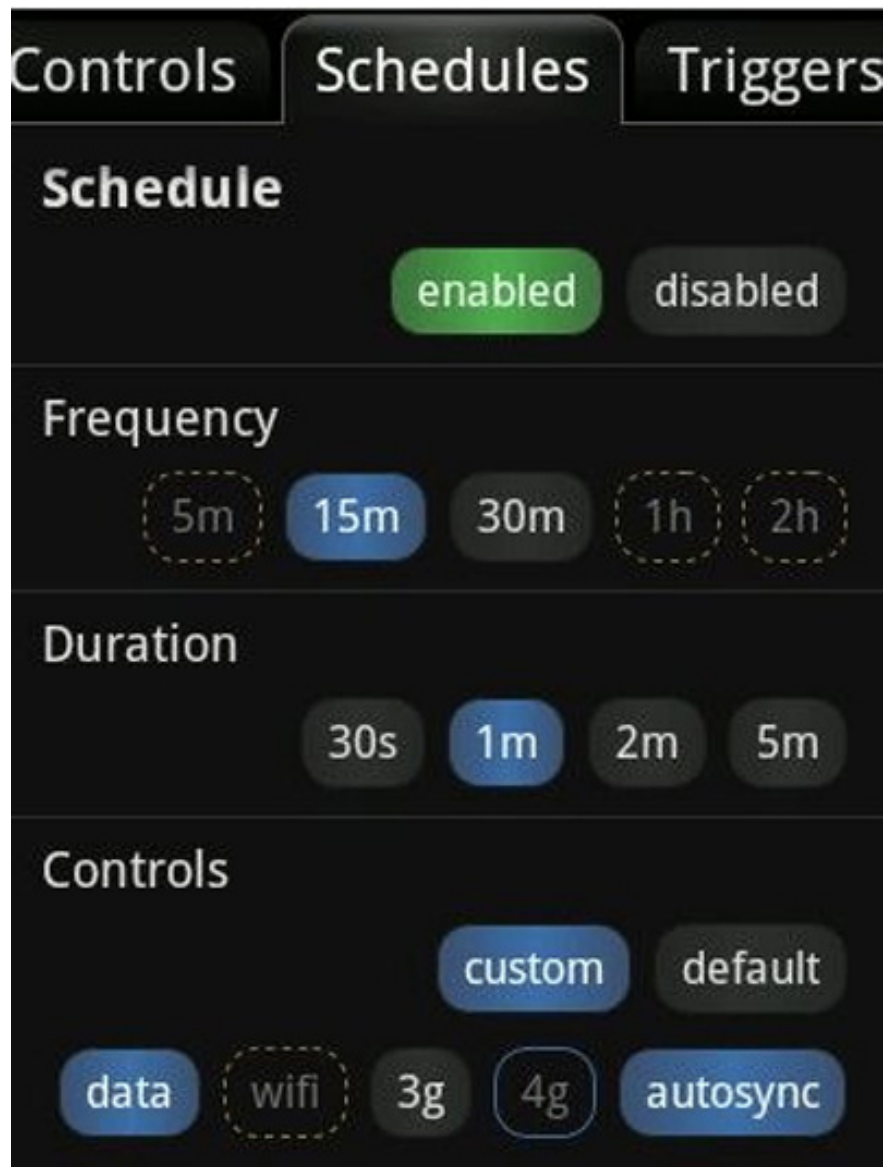 Controls Schedules Triggers
Schedule
enabled disabled
Frequency
5m 15m 30m 1h 2h
Duration
30s 1m 2m 5m
Controls
custom default
data wifi 3g 4g autosync